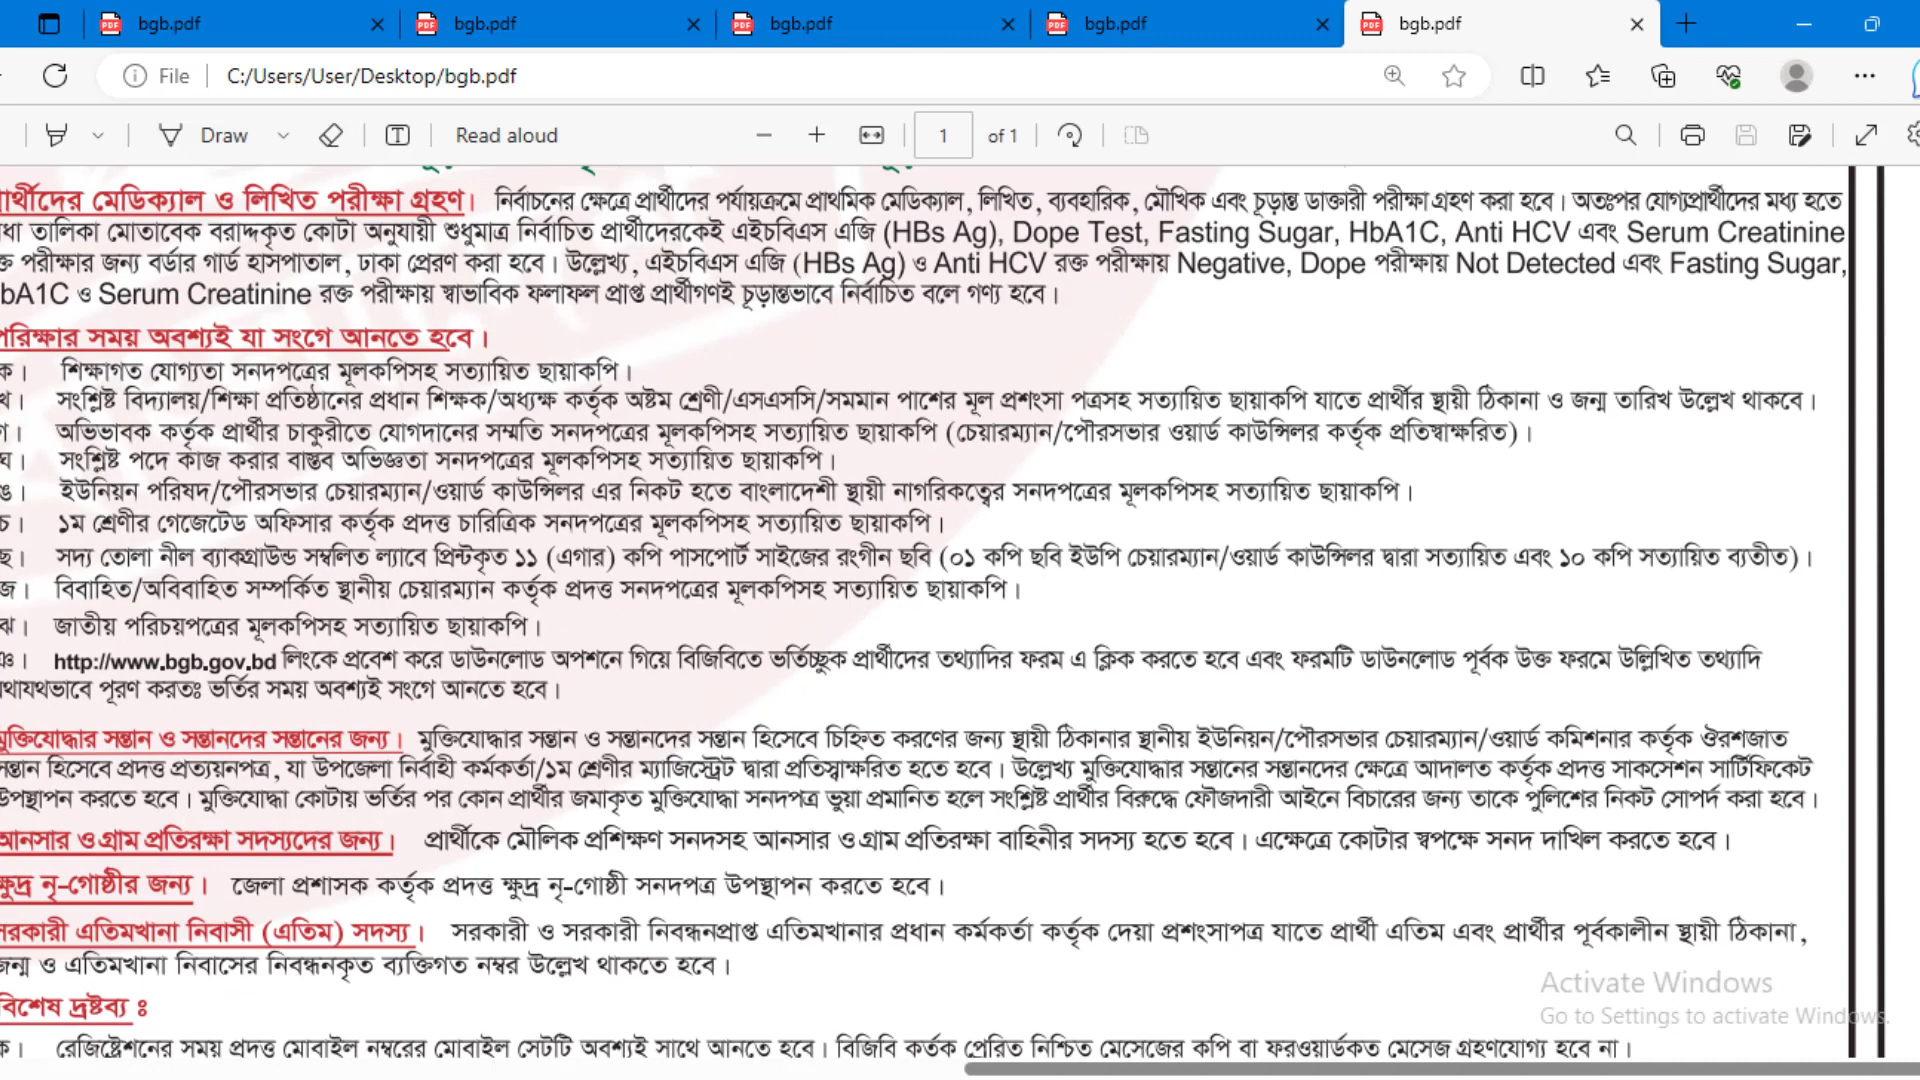 bgb.pdf bgb.pdf bgb.pdf bgb.pdf bgb.pdf
File C:/Users/User/Desktop/bgb.pdf
Draw Read aloud 1 of 1
র্থীদের মেডিক্যাল ও লিখিত পরীক্ষা গ্রহণ। নির্বাচনের ক্ষেত্রে প্রার্থীদের পর্যায়ক্রমে প্রাথমিক মেডিক্যাল, লিখিত, ব্যবহারিক, মৌখিক এবং চূড়ান্ত ডাক্তারী পরীক্ষা গ্রহণ করা হবে। অতঃপর যোগ্যপ্রার্থীদের মধ্য হতে
ধা তালিকা মোতাবেক বরাদ্দকৃত কোটা অনুযায়ী শুধুমাত্র নির্বাচিত প্রার্থীদেরকেই এইচবিএস এজি (HBs Ag), Dope Test, Fasting Sugar, HbA1C, Anti HCV এবং Serum Creatinine
ক্ত পরীক্ষার জন্য বর্ডার গার্ড হাসপাতাল, ঢাকা প্রেরণ করা হবে। উল্লেখ্য, এইচবিএস এজি (HBs Ag) ও Anti HCV রক্ত পরীক্ষায় Negative, Dope পরীক্ষায় Not Detected এবং Fasting Sugar,
bA1C ও Serum Creatinine রক্ত পরীক্ষায় স্বাভাবিক ফলাফল প্রাপ্ত প্রার্থীগণই চূড়ান্তভাবে নির্বাচিত বলে গণ্য হবে।
পরিক্ষার সময় অবশ্যই যা সংগে আনতে হবে।
ক। শিক্ষাগত যোগ্যতা সনদপত্রের মূলকপিসহ সত্যায়িত ছায়াকপি।
খ। সংশ্লিষ্ট বিদ্যালয়/শিক্ষা প্রতিষ্ঠানের প্রধান শিক্ষক/অধ্যক্ষ কর্তৃক অষ্টম শ্রেণী/এসএসসি/সমমান পাশের মূল প্রশংসা পত্রসহ সত্যায়িত ছায়াকপি যাতে প্রার্থীর স্থায়ী ঠিকানা ও জন্ম তারিখ উল্লেখ থাকবে।
গ। অভিভাবক কর্তৃক প্রার্থীর চাকুরীতে যোগদানের সম্মতি সনদপত্রের মূলকপিসহ সত্যায়িত ছায়াকপি (চেয়ারম্যান/পৌরসভার ওয়ার্ড কাউন্সিলর কর্তৃক প্রতিস্বাক্ষরিত)।
ঘ। সংশ্লিষ্ট পদে কাজ করার বাস্তব অভিজ্ঞতা সনদপত্রের মূলকপিসহ সত্যায়িত ছায়াকপি।
ঙ। ইউনিয়ন পরিষদ/পৌরসভার চেয়ারম্যান/ওয়ার্ড কাউন্সিলর এর নিকট হতে বাংলাদেশী স্থায়ী নাগরিকত্বের সনদপত্রের মূলকপিসহ সত্যায়িত ছায়াকপি।
চ। ১ম শ্রেণীর গেজেটেড অফিসার কর্তৃক প্রদত্ত চারিত্রিক সনদপত্রের মূলকপিসহ সত্যায়িত ছায়াকপি।
ছ। সদ্য তোলা নীল ব্যাকগ্রাউন্ড সম্বলিত ল্যাবে প্রিন্টকৃত ১১ (এগার) কপি পাসপোর্ট সাইজের রংগীন ছবি (০১ কপি ছবি ইউপি চেয়ারম্যান/ওয়ার্ড কাউন্সিলর দ্বারা সত্যায়িত এবং ১০ কপি সত্যায়িত ব্যতীত)।
জ। বিবাহিত/অবিবাহিত সম্পর্কিত স্থানীয় চেয়ারম্যান কর্তৃক প্রদত্ত সনদপত্রের মূলকপিসহ সত্যায়িত ছায়াকপি।
ঝ। জাতীয় পরিচয়পত্রের মূলকপিসহ সত্যায়িত ছায়াকপি।
ঞ। http://www.bgb.gov.bd লিংকে প্রবেশ করে ডাউনলোড অপশনে গিয়ে বিজিবিতে ভর্তিচ্ছুক প্রার্থীদের তথ্যাদির ফরম এ ক্লিক করতে হবে এবং ফরমটি ডাউনলোড পূর্বক উক্ত ফরমে উল্লিখিত তথ্যাদি
যথাযথভাবে পূরণ করতঃ ভর্তির সময় অবশ্যই সংগে আনতে হবে।
মুক্তিযোদ্ধার সন্তান ও সন্তানদের সন্তানের জন্য। মুক্তিযোদ্ধার সন্তান ও সন্তানদের সন্তান হিসেবে চিহ্নিত করণের জন্য স্থায়ী ঠিকানার স্থানীয় ইউনিয়ন/পৌরসভার চেয়ারম্যান/ওয়ার্ড কমিশনার কর্তৃক ঔরশজাত
সন্তান হিসেবে প্রদত্ত প্রত্যয়নপত্র, যা উপজেলা নির্বাহী কর্মকর্তা/১ম শ্রেণীর ম্যাজিস্ট্রেট দ্বারা প্রতিস্বাক্ষরিত হতে হবে। উল্লেখ্য মুক্তিযোদ্ধার সন্তানের সন্তানদের ক্ষেত্রে আদালত কর্তৃক প্রদত্ত সাকসেশন সার্টিফিকেট
উপস্থাপন করতে হবে। মুক্তিযোদ্ধা কোটায় ভর্তির পর কোন প্রার্থীর জমাকৃত মুক্তিযোদ্ধা সনদপত্র ভুয়া প্রমানিত হলে সংশ্লিষ্ট প্রার্থীর বিরুদ্ধে ফৌজদারী আইনে বিচারের জন্য তাকে পুলিশের নিকট সোপর্দ করা হবে।
আনসার ও গ্রাম প্রতিরক্ষা সদস্যদের জন্য। প্রার্থীকে মৌলিক প্রশিক্ষণ সনদসহ আনসার ও গ্রাম প্রতিরক্ষা বাহিনীর সদস্য হতে হবে। এক্ষেত্রে কোটার স্বপক্ষে সনদ দাখিল করতে হবে।
ক্ষুদ্র নৃ-গোষ্ঠীর জন্য। জেলা প্রশাসক কর্তৃক প্রদত্ত ক্ষুদ্র নৃ-গোষ্ঠী সনদপত্র উপস্থাপন করতে হবে।
সরকারী এতিমখানা নিবাসী (এতিম) সদস্য। সরকারী ও সরকারী নিবন্ধনপ্রাপ্ত এতিমখানার প্রধান কর্মকর্তা কর্তৃক দেয়া প্রশংসাপত্র যাতে প্রার্থী এতিম এবং প্রার্থীর পূর্বকালীন স্থায়ী ঠিকানা,
জন্ম ও এতিমখানা নিবাসের নিবন্ধনকৃত ব্যক্তিগত নম্বর উল্লেখ থাকতে হবে।
Activate Windows
Go to Settings to activate Windows.
বিশেষ দ্রষ্টব্য ঃ
ক। রেজিষ্ট্রেশনের সময় প্রদত্ত মোবাইল নম্বরের মোবাইল সেটটি অবশ্যই সাথে আনতে হবে। বিজিবি কর্তৃক প্রেরিত নিশ্চিত মেসেজের কপি বা ফরওয়ার্ডকৃত মেসেজ গ্রহণযোগ্য হবে না।